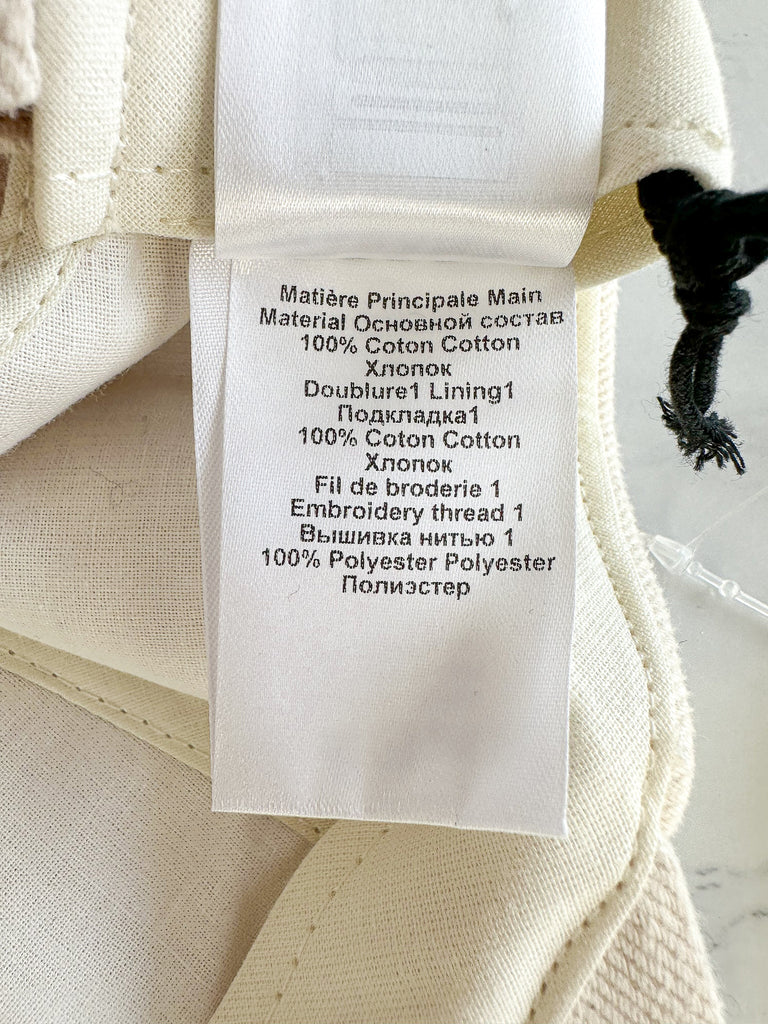 Matière Principale Main
Material Основной состав
100% Coton Cotton
Хлопок
Doublure1 Lining1
Подкладка1
100% Coton Cotton
Хлопок
Fil de broderie 1
Embroidery thread 1
Вышивка нитью 1
100% Polyester Polyester
Полиэстер